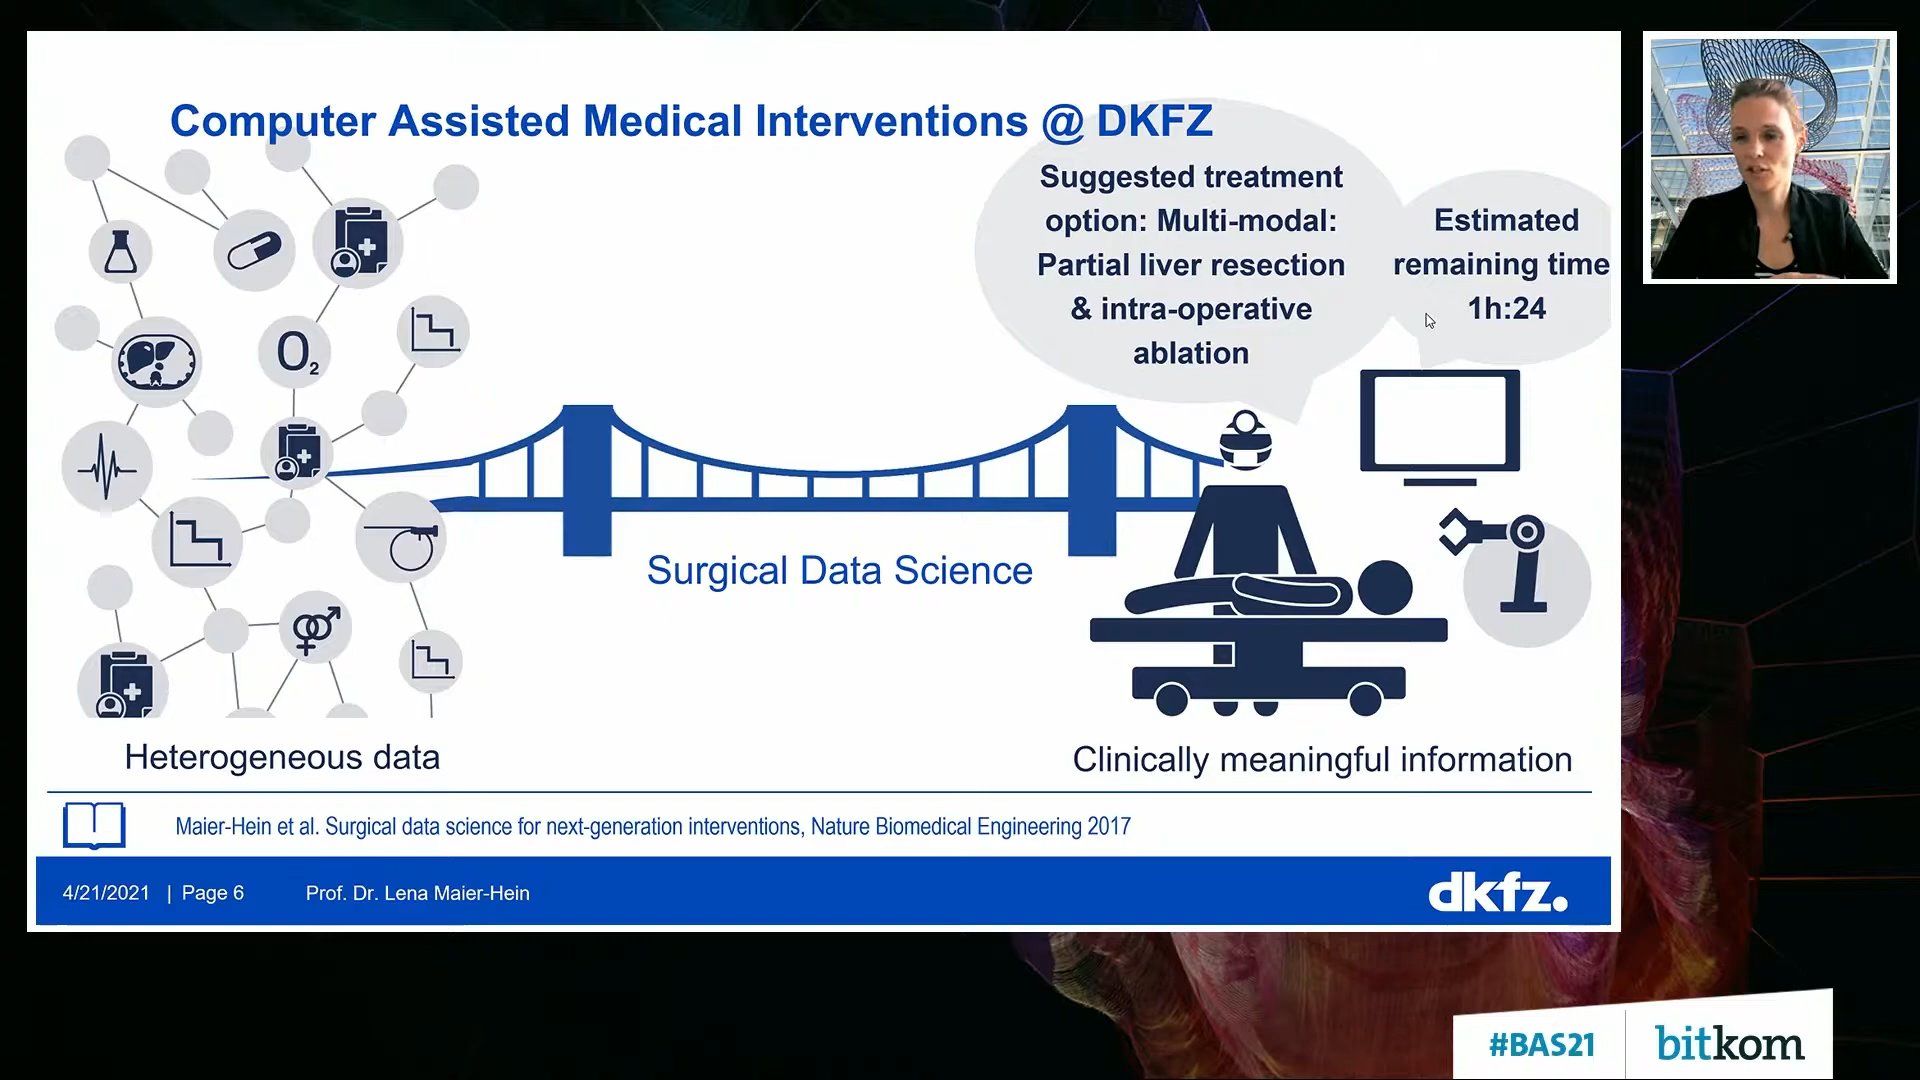 Computer Assisted Medical Interventions @ DKFZ
Suggested treatment
option: Multi-modal:
Partial liver resection
& intra-operative
ablation
Estimated
remaining time
1h:24
O2
Surgical Data Science
Heterogeneous data
Clinically meaningful information
Maier-Hein et al. Surgical data science for next-generation interventions, Nature Biomedical Engineering 2017
4/21/2021 | Page 6 Prof. Dr. Lena Maier-Hein
dkfz.
#BAS21
bitkom